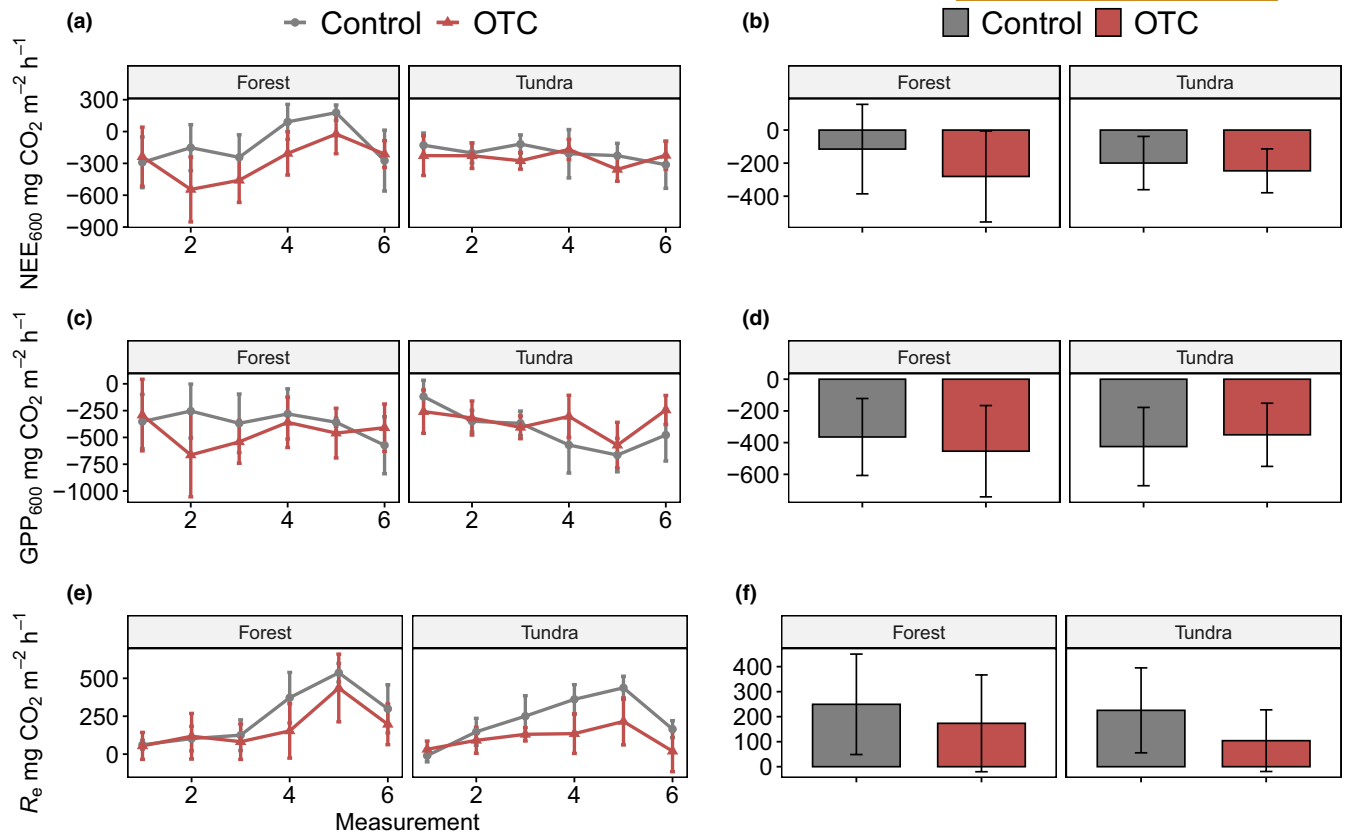 (a) Control OTC (b) Control OTC
Forest Tundra Forest Tundra
NEE600 mg CO2 m−2 h−1
300
0
−300
−600
−900
2 4 6 2 4 6
0
−200
−400
(c) (d)
Forest Tundra Forest Tundra
GPP600 mg CO2 m−2 h−1
0
−250
−500
−750
−1000
2 4 6 2 4 6
0
−200
−400
−600
(e) (f)
Forest Tundra Forest Tundra
Re mg CO2 m−2 h−1
500
250
0
2 4 6 2 4 6
Measurement
400
300
200
100
0